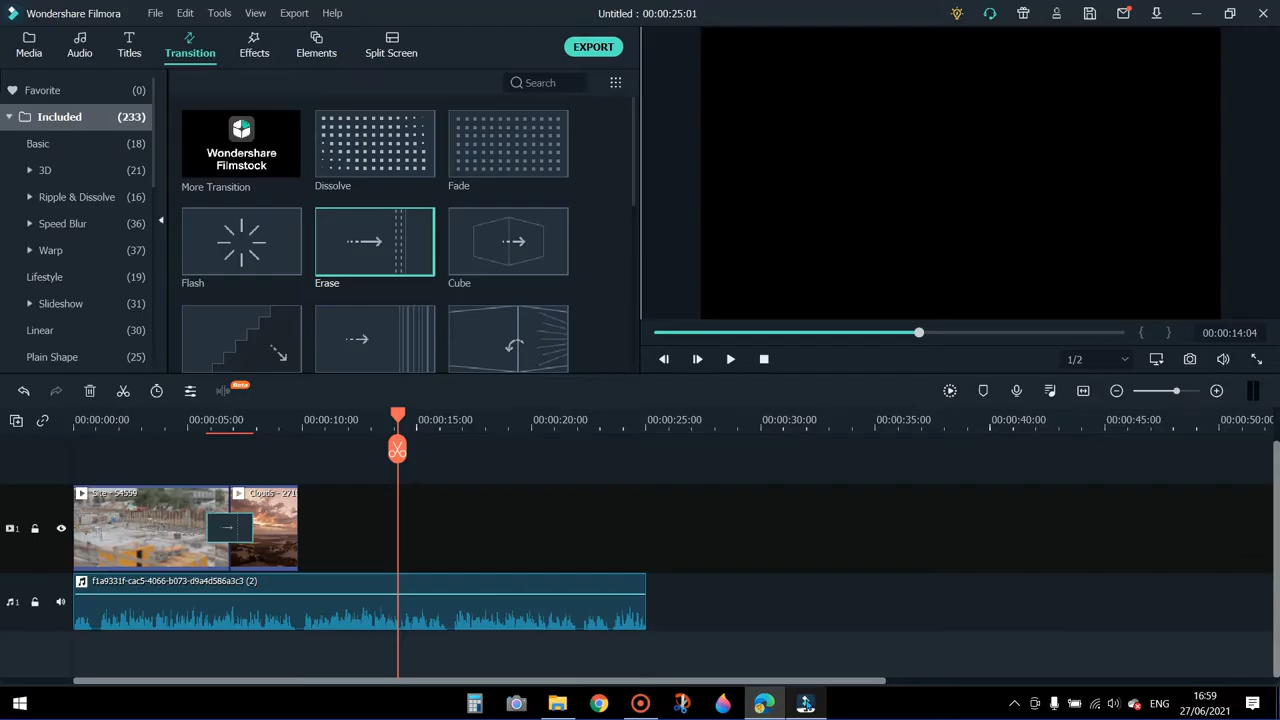 Wondershare Filmora
File Edit Tools View Export Help
Untitled : 00:00:25:01
Media Audio Titles Transition Effects Elements Split Screen
EXPORT
Favorite (0)
Included (233)
Basic (18)
3D (21)
Ripple & Dissolve (16)
Speed Blur (36)
Warp (37)
Lifestyle (19)
Slideshow (31)
Linear (30)
Plain Shape (25)
Search
Wondershare
Filmstock
More Transition
Dissolve
Fade
Flash
Erase
Cube
00:00:14:04
1/2
Beta
00:00:00:00 00:00:05:00 00:00:10:00 00:00:15:00 00:00:20:00 00:00:25:00 00:00:30:00 00:00:35:00 00:00:40:00 00:00:45:00 00:00:50:00
Site - 54559
Clouds - 271
1
f1a9331f-cac5-4066-b073-d9a4d586a3c3 (2)
1
ENG
16:59
27/06/2021